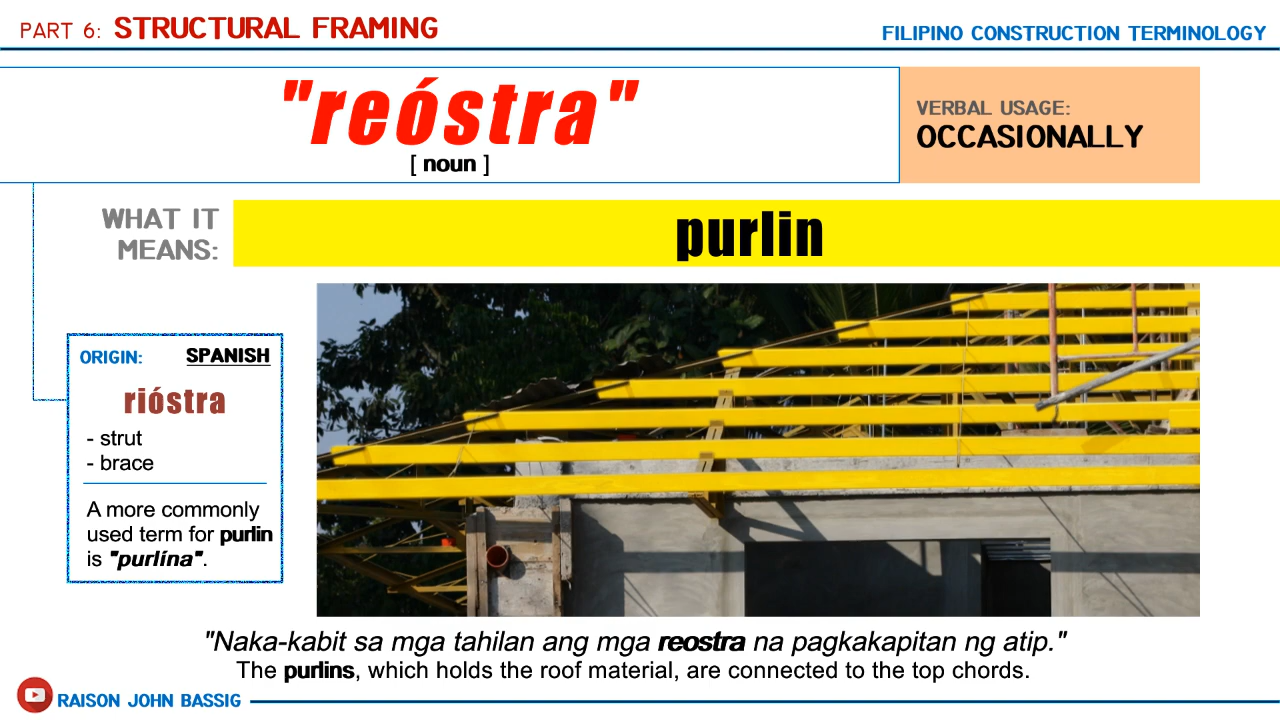 PART 6: STRUCTURAL FRAMING
FILIPINO CONSTRUCTION TERMINOLOGY
"reóstra"
[ noun ]
VERBAL USAGE:
OCCASIONALLY
WHAT IT
MEANS:
purlin
ORIGIN: SPANISH
rióstra
- strut
- brace
A more commonly
used term for purlin
is "purlína".
"Naka-kabit sa mga tahilan ang mga reostra na pagkakapitan ng atip."
The purlins, which holds the roof material, are connected to the top chords.
RAISON JOHN BASSIG